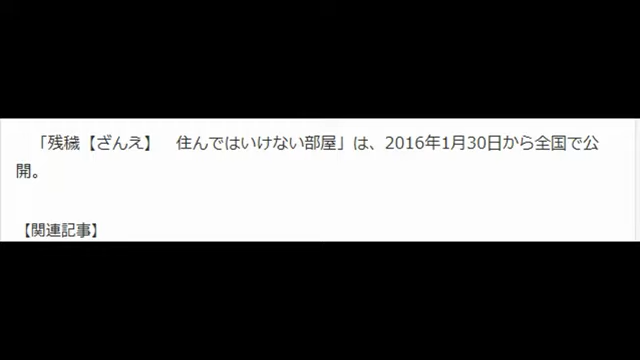 「残穢【ざんえ】　住んではいけない部屋」は、2016年1月30日から全国で公
開。
【関連記事】